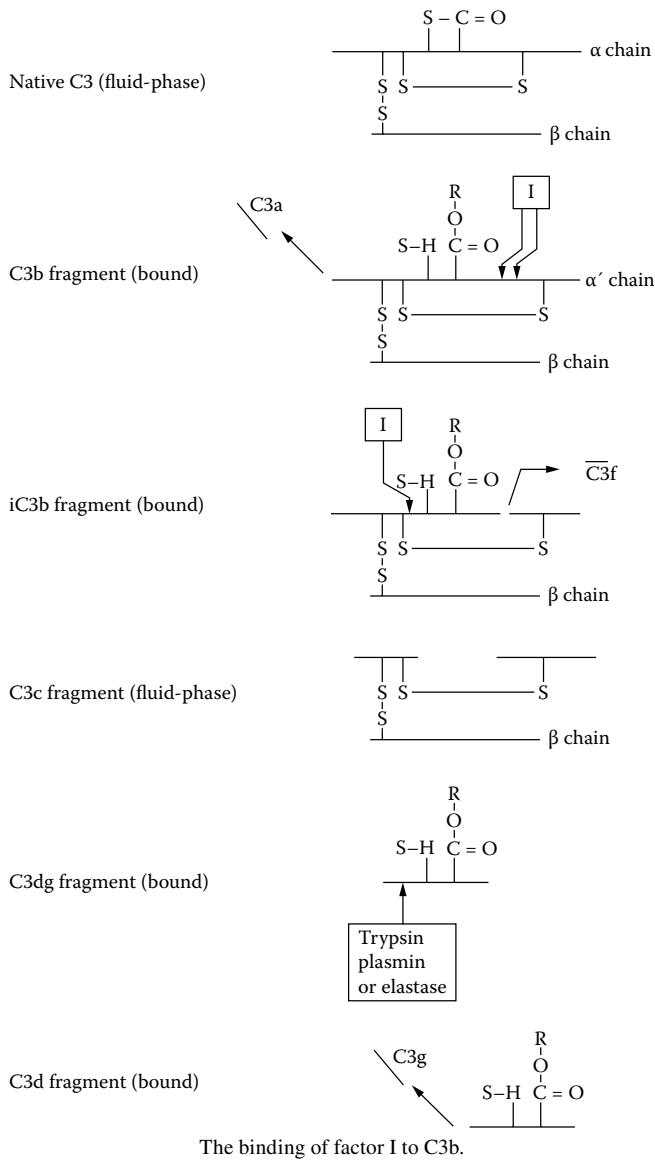 S – C = O
α chain
Native C3 (fluid-phase)
S S S
S
β chain
C3a
R
O
I
S–H C = O
C3b fragment (bound)
α′ chain
S S S
S
β chain
I
R
O
S–H C = O
C3f
iC3b fragment (bound)
S S S
S
β chain
C3c fragment (fluid-phase)
S S S
S
β chain
R
O
S–H C = O
C3dg fragment (bound)
Trypsin
plasmin
or elastase
C3g
R
O
S–H C = O
C3d fragment (bound)
The binding of factor I to C3b.